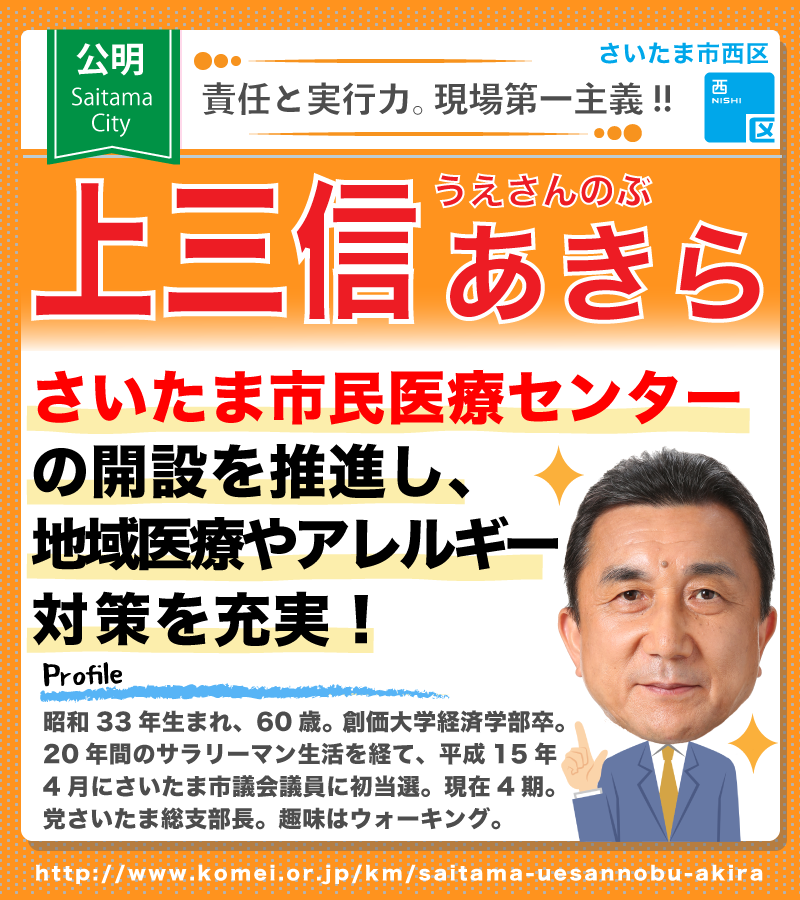 公明
Saitama
City
責任と実行力。現場第一主義!!
さいたま市西区
西
NISHI
区
うえさんのぶ
上三信 あきら
さいたま市民医療センター
の開設を推進し、
地域医療やアレルギー
対策を充実！
Profile
昭和33年生まれ、60歳。創価大学経済学部卒。
20年間のサラリーマン生活を経て、平成15年
4月にさいたま市議会議員に初当選。現在4期。
党さいたま総支部長。趣味はウォーキング。
http://www.komei.or.jp/km/saitama-uesannobu-akira